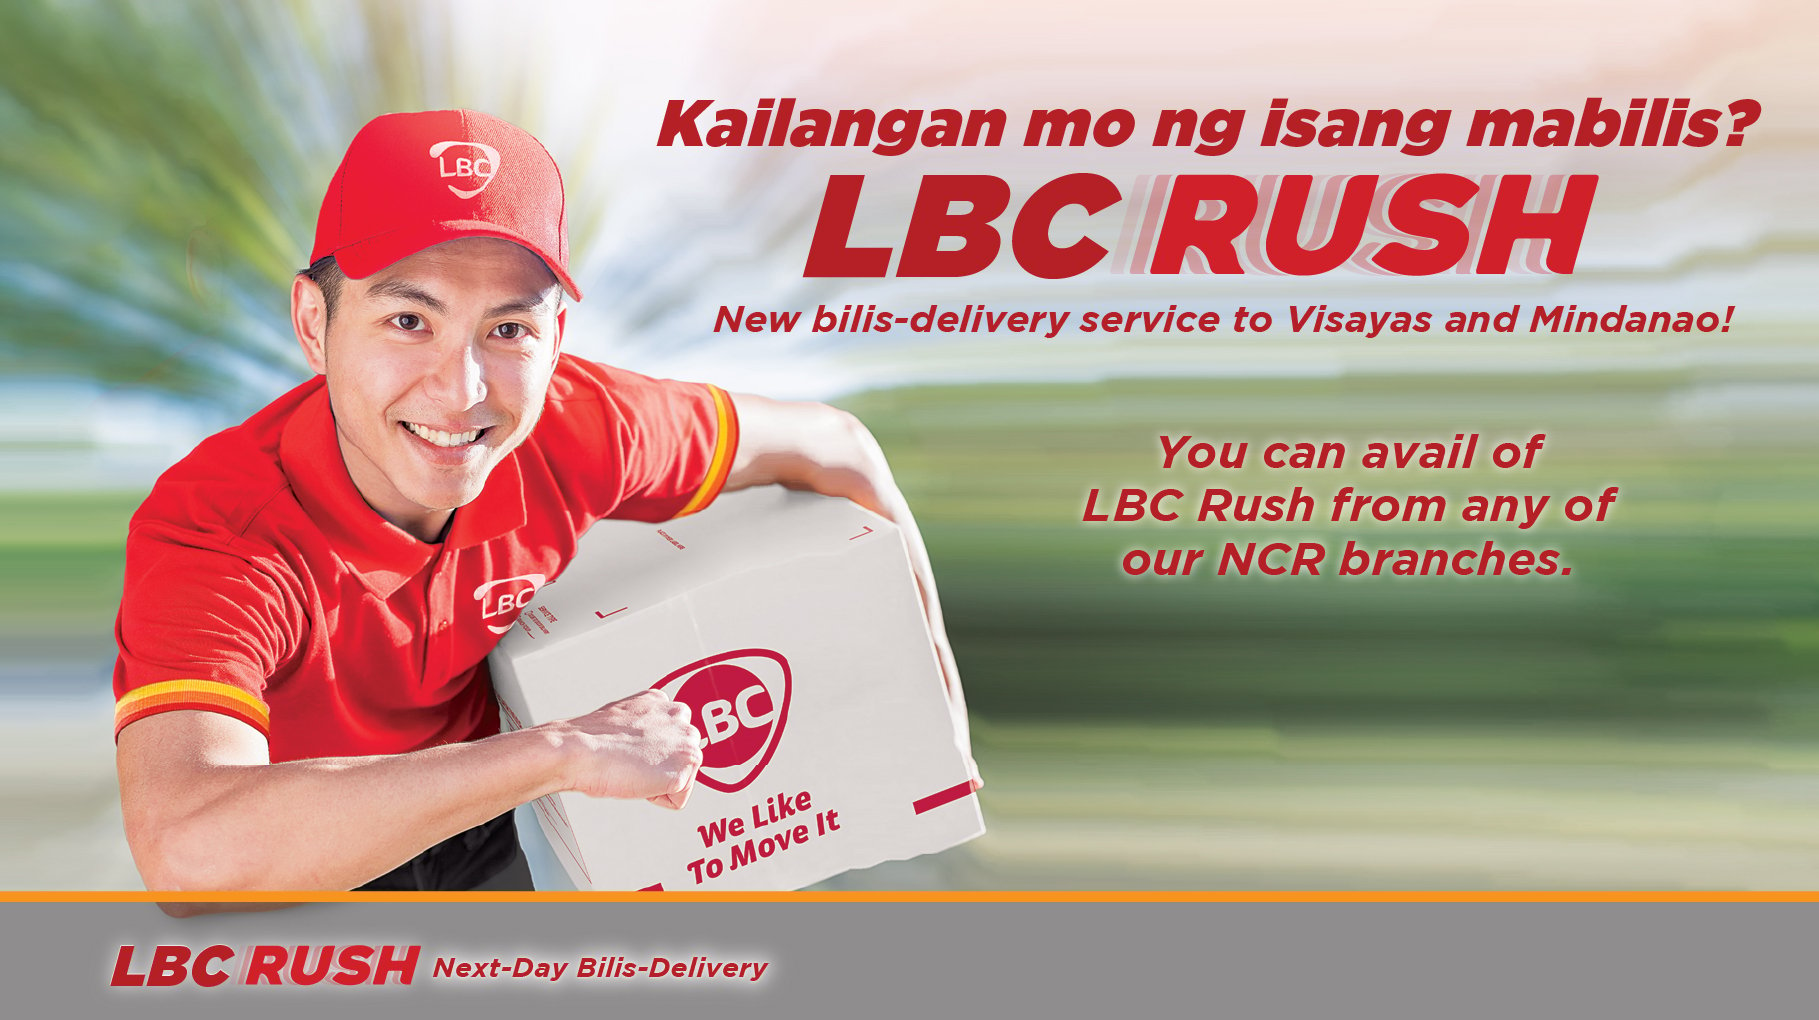 Kailangan mo ng isang mabilis?
LBC RUSH
New bilis-delivery service to Visayas and Mindanao!
You can avail of
LBC Rush from any of
our NCR branches.
LBC
LBC
LBC
We Like
To Move It
LBC RUSH Next-Day Bilis-Delivery